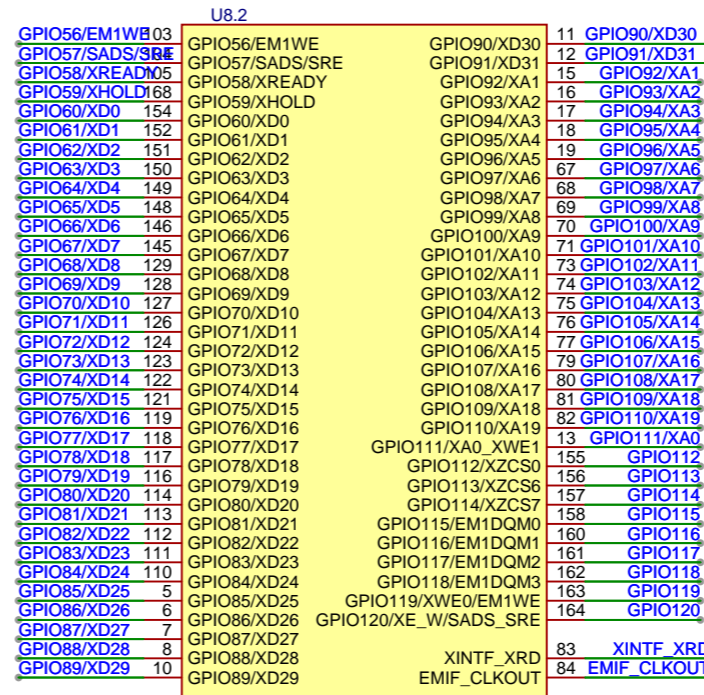 U8.2
GPIO56/EM1WE 103 GPIO56/EM1WE GPIO90/XD30 11 GPIO90/XD30
GPIO57/SADS/SRE GPIO57/SADS/SRE GPIO91/XD31 12 GPIO91/XD31
GPIO58/XREADY 105 GPIO58/XREADY GPIO92/XA1 15 GPIO92/XA1
GPIO59/XHOLD 168 GPIO59/XHOLD GPIO93/XA2 16 GPIO93/XA2
GPIO60/XD0 154 GPIO60/XD0 GPIO94/XA3 17 GPIO94/XA3
GPIO61/XD1 152 GPIO61/XD1 GPIO95/XA4 18 GPIO95/XA4
GPIO62/XD2 151 GPIO62/XD2 GPIO96/XA5 19 GPIO96/XA5
GPIO63/XD3 150 GPIO63/XD3 GPIO97/XA6 67 GPIO97/XA6
GPIO64/XD4 149 GPIO64/XD4 GPIO98/XA7 68 GPIO98/XA7
GPIO65/XD5 148 GPIO65/XD5 GPIO99/XA8 69 GPIO99/XA8
GPIO66/XD6 146 GPIO66/XD6 GPIO100/XA9 70 GPIO100/XA9
GPIO67/XD7 145 GPIO67/XD7 GPIO101/XA10 71 GPIO101/XA10
GPIO68/XD8 129 GPIO68/XD8 GPIO102/XA11 73 GPIO102/XA11
GPIO69/XD9 128 GPIO69/XD9 GPIO103/XA12 74 GPIO103/XA12
GPIO70/XD10 127 GPIO70/XD10 GPIO104/XA13 75 GPIO104/XA13
GPIO71/XD11 126 GPIO71/XD11 GPIO105/XA14 76 GPIO105/XA14
GPIO72/XD12 124 GPIO72/XD12 GPIO106/XA15 77 GPIO106/XA15
GPIO73/XD13 123 GPIO73/XD13 GPIO107/XA16 79 GPIO107/XA16
GPIO74/XD14 122 GPIO74/XD14 GPIO108/XA17 80 GPIO108/XA17
GPIO75/XD15 121 GPIO75/XD15 GPIO109/XA18 81 GPIO109/XA18
GPIO76/XD16 119 GPIO76/XD16 GPIO110/XA19 82 GPIO110/XA19
GPIO77/XD17 118 GPIO77/XD17 GPIO111/XA0_XWE1 13 GPIO111/XA0
GPIO78/XD18 117 GPIO78/XD18 GPIO112/XZCS0 155 GPIO112
GPIO79/XD19 116 GPIO79/XD19 GPIO113/XZCS6 156 GPIO113
GPIO80/XD20 114 GPIO80/XD20 GPIO114/XZCS7 157 GPIO114
GPIO81/XD21 113 GPIO81/XD21 GPIO115/EM1DQM0 158 GPIO115
GPIO82/XD22 112 GPIO82/XD22 GPIO116/EM1DQM1 160 GPIO116
GPIO83/XD23 111 GPIO83/XD23 GPIO117/EM1DQM2 161 GPIO117
GPIO84/XD24 110 GPIO84/XD24 GPIO118/EM1DQM3 162 GPIO118
GPIO85/XD25 5 GPIO85/XD25 GPIO119/XWE0/EM1WE 163 GPIO119
GPIO86/XD26 6 GPIO86/XD26 GPIO120/XE_W/SADS_SRE 164 GPIO120
GPIO87/XD27 7 GPIO87/XD27
GPIO88/XD28 8 GPIO88/XD28 XINTF_XRD 83 XINTF_XRD
GPIO89/XD29 10 GPIO89/XD29 EMIF_CLKOUT 84 EMIF_CLKOUT